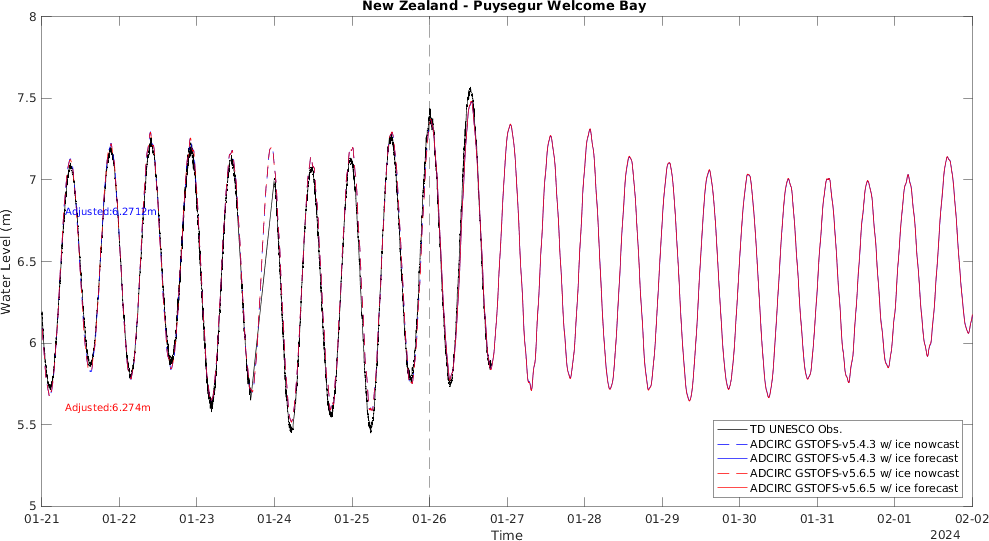 New Zealand - Puysegur Welcome Bay
8
7.5
7
6.5
6
5.5
5
Water Level (m)
Adjusted:6.2712m
Adjusted:6.274m
TD UNESCO Obs.
ADCIRC GSTOFS-v5.4.3 w/ ice nowcast
ADCIRC GSTOFS-v5.4.3 w/ ice forecast
ADCIRC GSTOFS-v5.6.5 w/ ice nowcast
ADCIRC GSTOFS-v5.6.5 w/ ice forecast
01-21 01-22 01-23 01-24 01-25 01-26 01-27 01-28 01-29 01-30 01-31 02-01 02-02
Time
2024